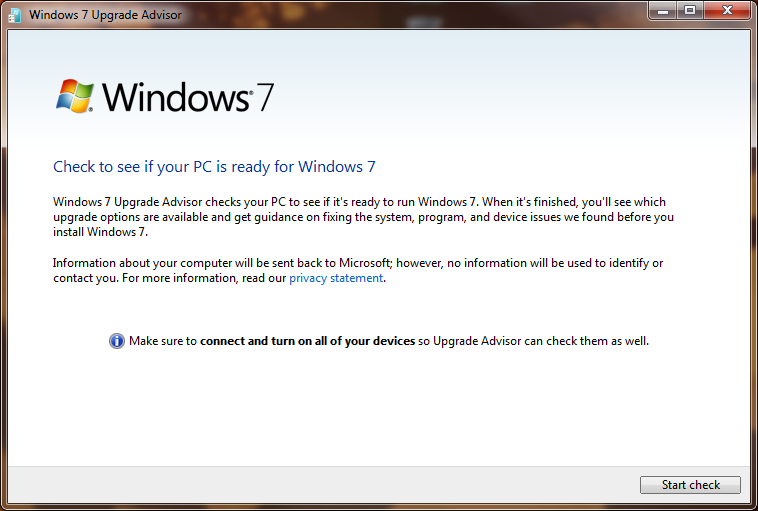 Windows 7 Upgrade Advisor
Windows® 7
Check to see if your PC is ready for Windows 7
Windows 7 Upgrade Advisor checks your PC to see if it's ready to run Windows 7. When it's finished, you'll see which
upgrade options are available and get guidance on fixing the system, program, and device issues we found before you
install Windows 7.
Information about your computer will be sent back to Microsoft; however, no information will be used to identify or
contact you. For more information, read our privacy statement.
Make sure to connect and turn on all of your devices so Upgrade Advisor can check them as well.
Start check